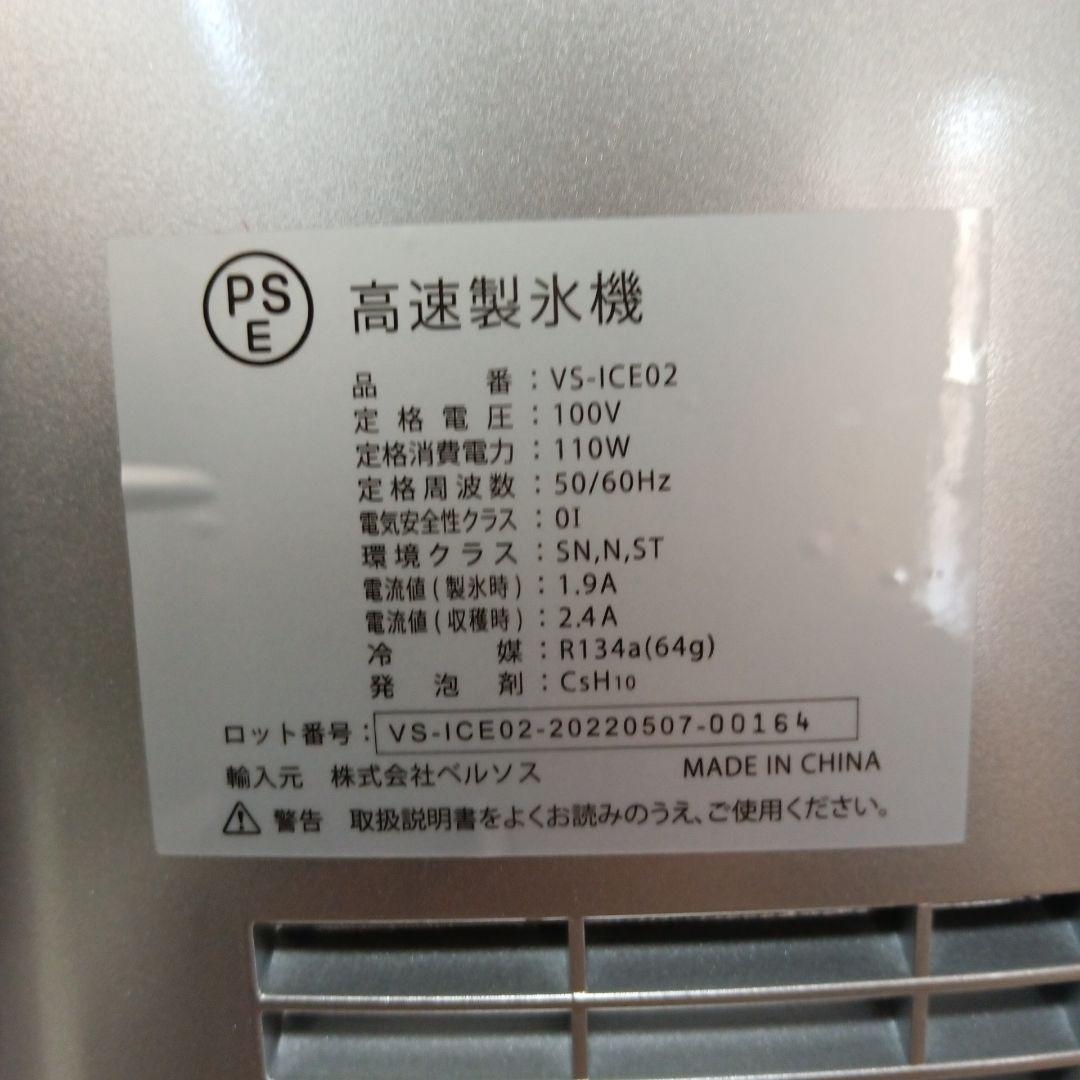 PS
E
高速製氷機
品番：VS-ICE02
定格電圧：100V
定格消費電力：110W
定格周波数：50/60Hz
電気安全性クラス：0I
環境クラス：SN,N,ST
電流値(製氷時)：1.9A
電流値(収穫時)：2.4A
冷媒：R134a(64g)
発泡剤：CsH10
ロット番号：VS-ICE02-20220507-00164
輸入元 株式会社ベルソス MADE IN CHINA
⚠ 警告 取扱説明書をよくお読みのうえ、ご使用ください。